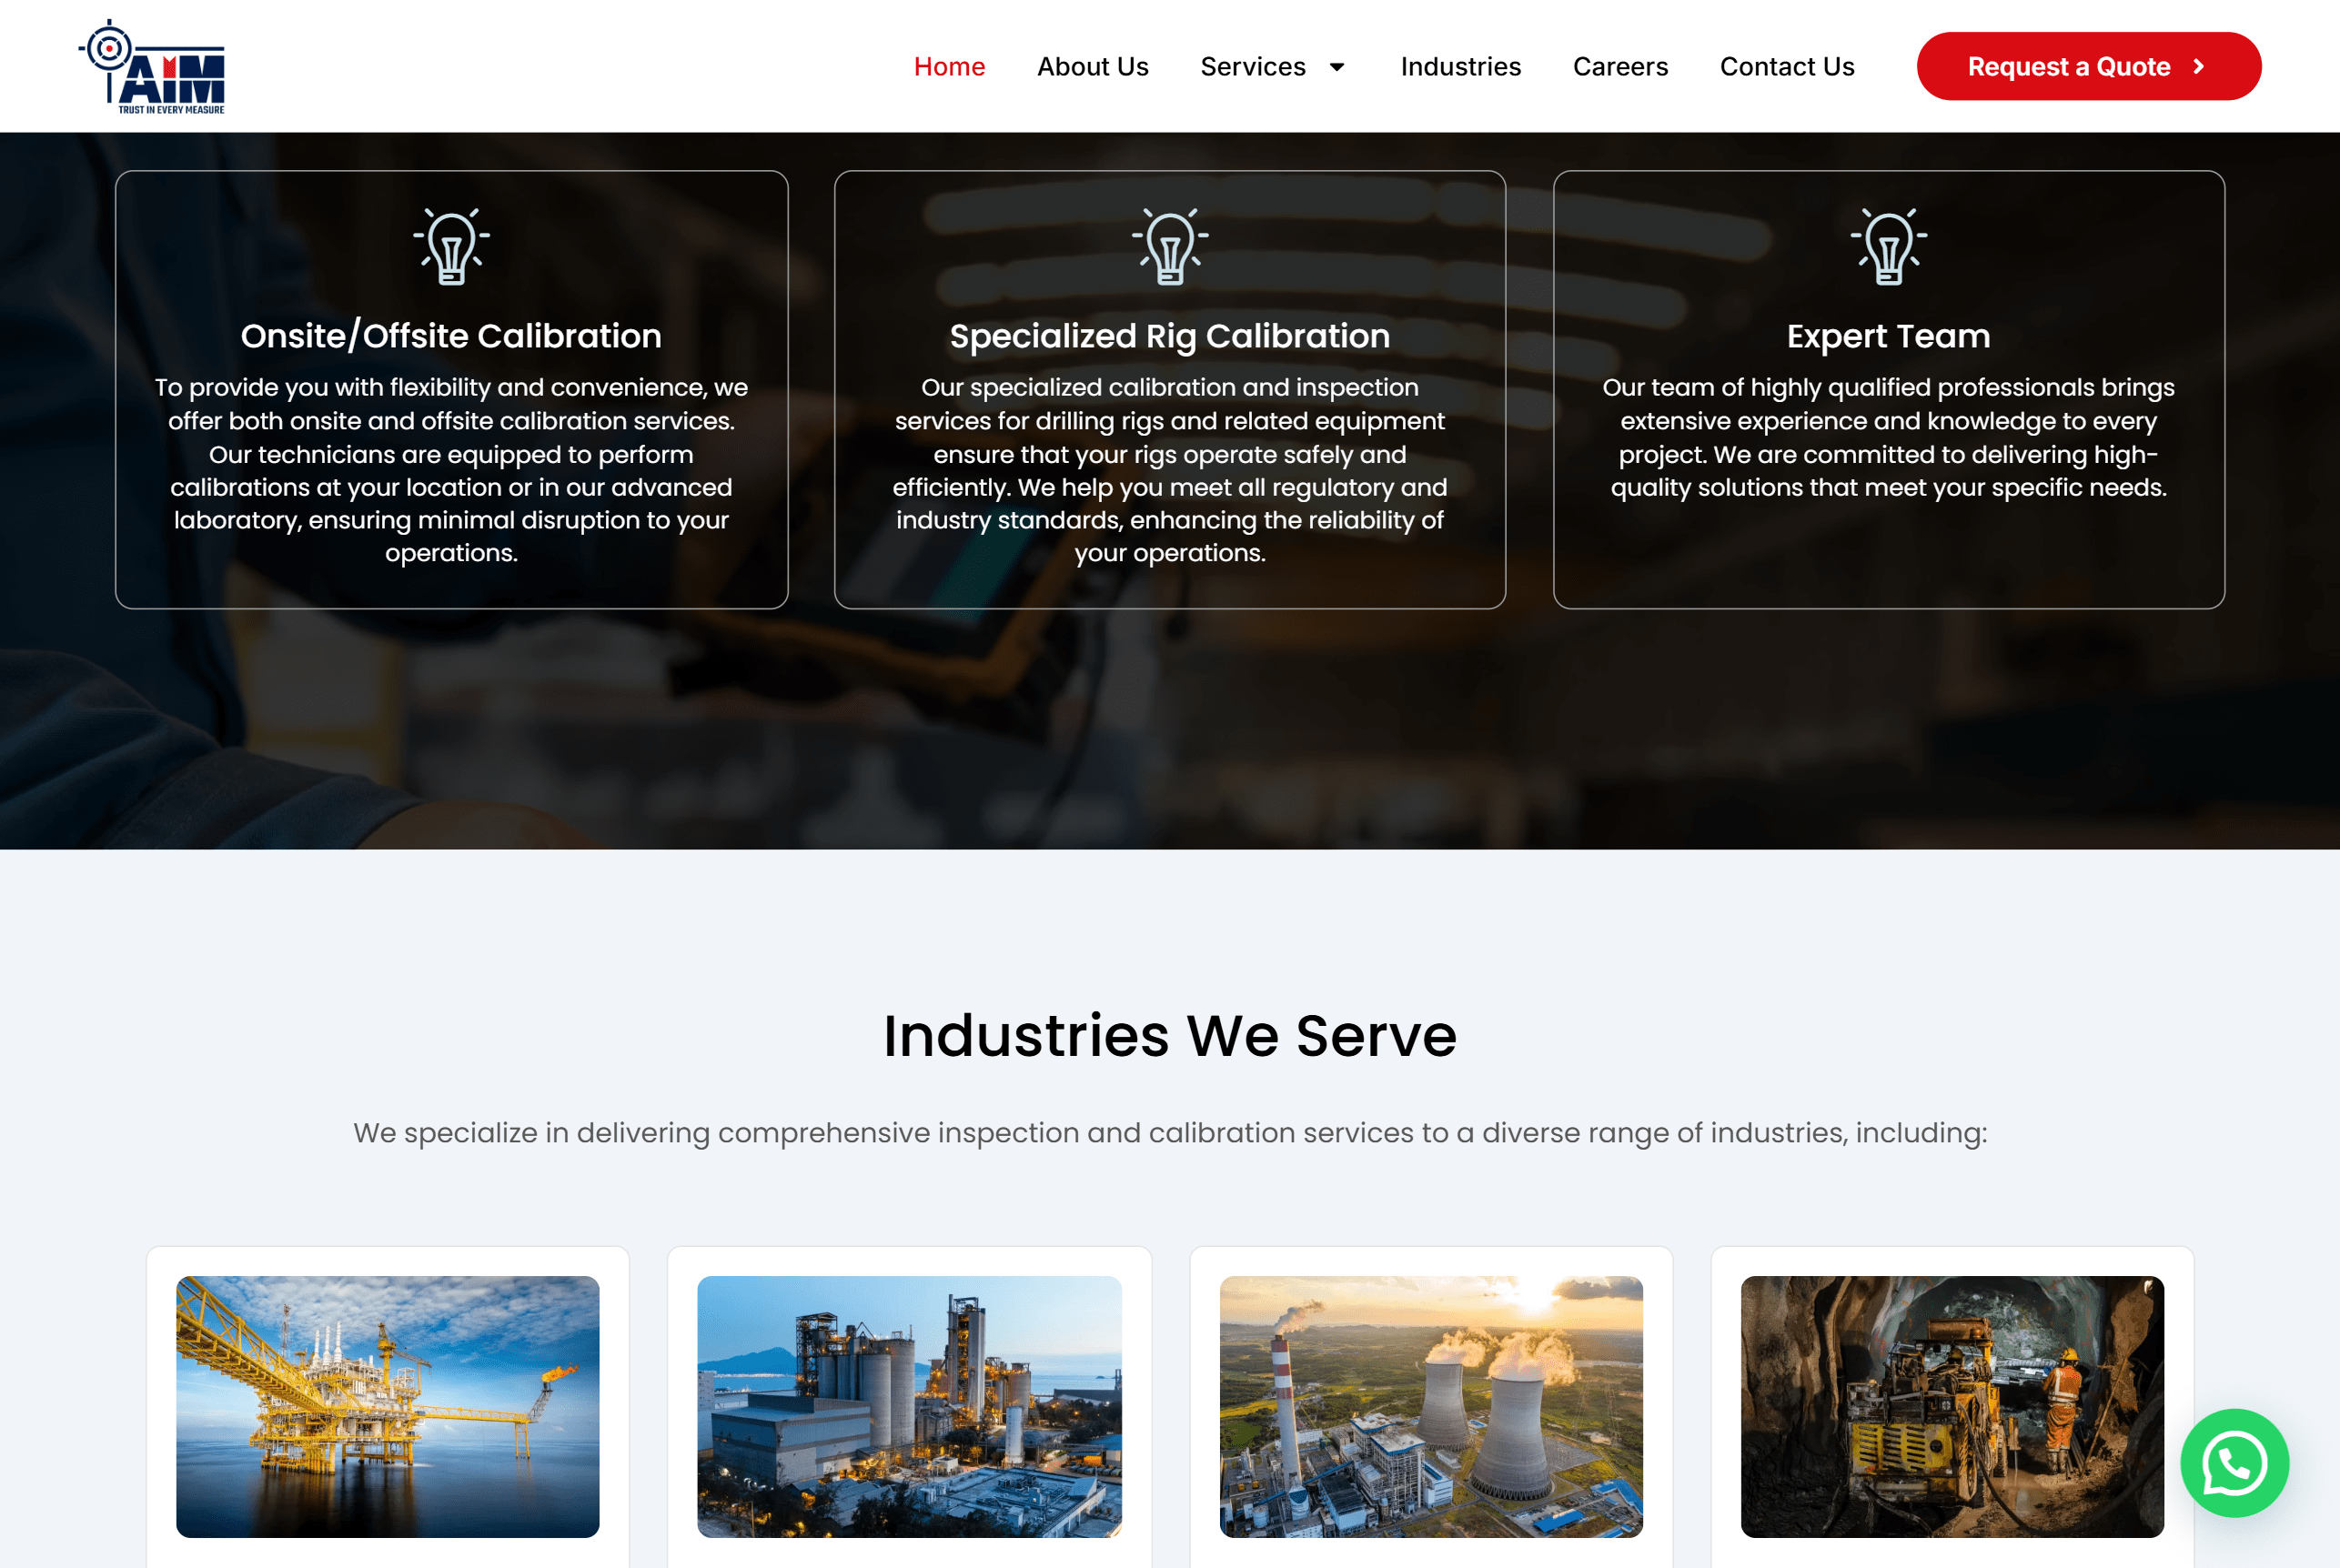 AIM
TRUST IN EVERY MEASURE
Home
About Us
Services
Industries
Careers
Contact Us
Request a Quote
Onsite/Offsite Calibration
To provide you with flexibility and convenience, we
offer both onsite and offsite calibration services.
Our technicians are equipped to perform
calibrations at your location or in our advanced
laboratory, ensuring minimal disruption to your
operations.
Specialized Rig Calibration
Our specialized calibration and inspection
services for drilling rigs and related equipment
ensure that your rigs operate safely and
efficiently. We help you meet all regulatory and
industry standards, enhancing the reliability of
your operations.
Expert Team
Our team of highly qualified professionals brings
extensive experience and knowledge to every
project. We are committed to delivering high-
quality solutions that meet your specific needs.
Industries We Serve
We specialize in delivering comprehensive inspection and calibration services to a diverse range of industries, including: